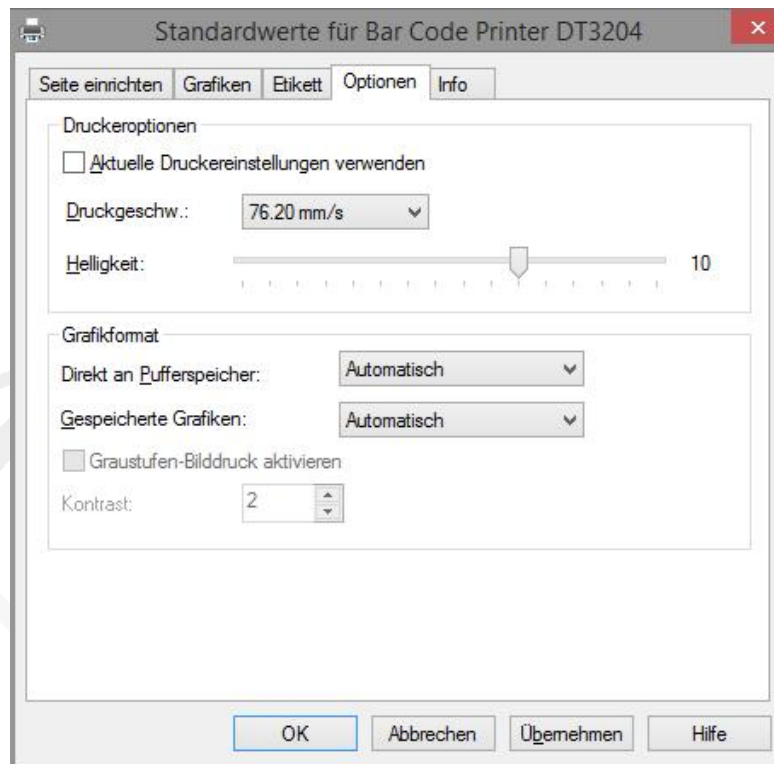 Standardwerte für Bar Code Printer DT3204
Seite einrichten Grafiken Etikett Optionen Info
Druckeroptionen
Aktuelle Druckereinstellungen verwenden
Druckgeschw.: 76.20 mm/s
Helligkeit: 10
Grafikformat
Direkt an Pufferspeicher: Automatisch
Gespeicherte Grafiken: Automatisch
Graustufen-Bilddruck aktivieren
Kontrast: 2
OK Abbrechen Übernehmen Hilfe